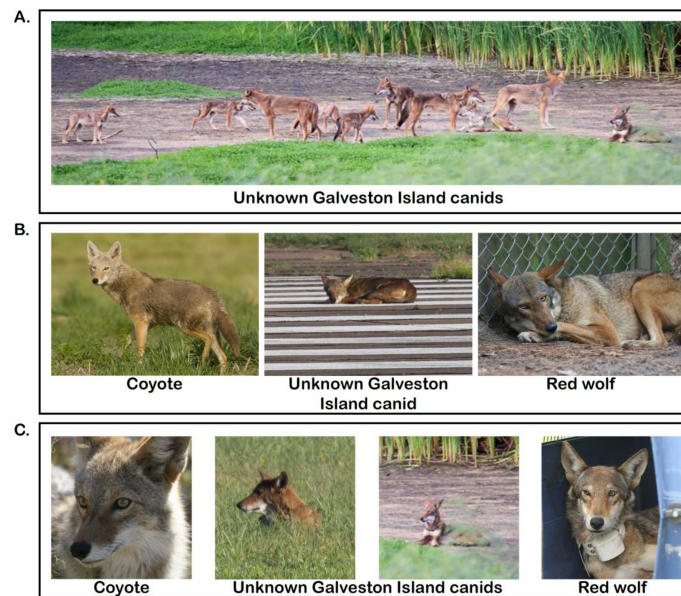 A.
Unknown Galveston Island canids
B.
Coyote
Unknown Galveston
Island canid
Red wolf
C.
Coyote
Unknown Galveston Island canids
Red wolf